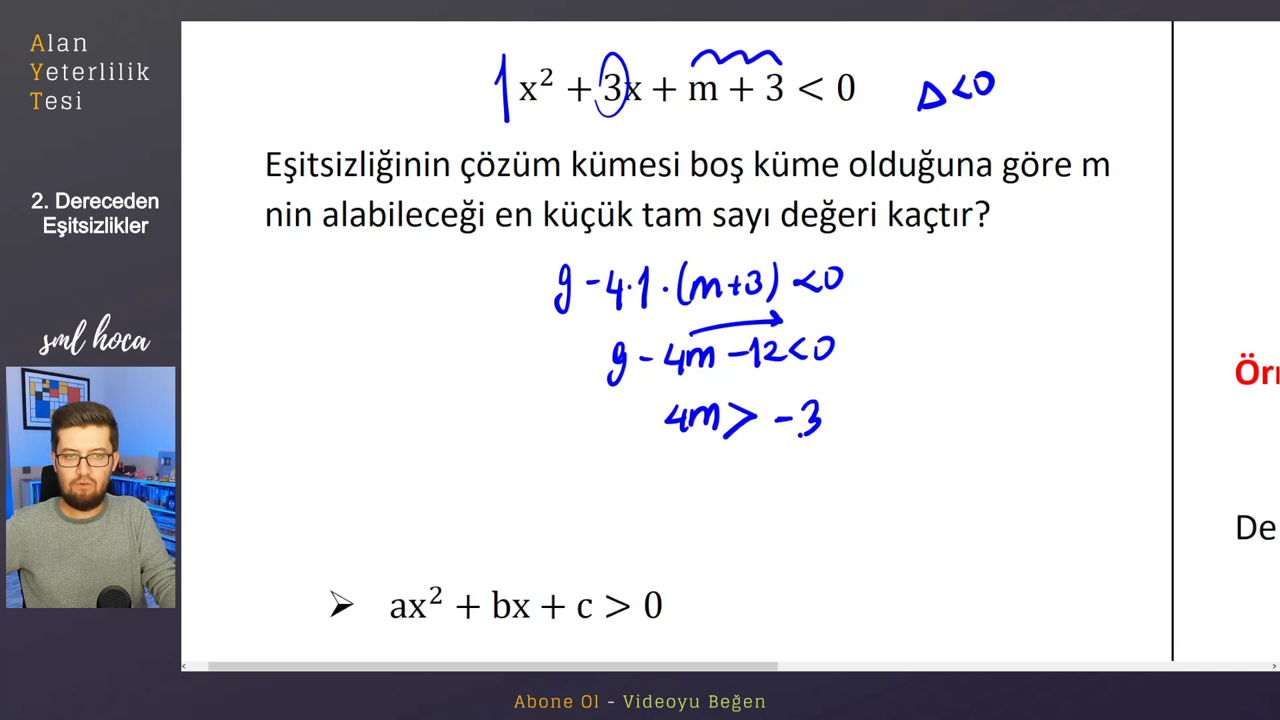 Alan
Yeterlilik
Tesi
2. Dereceden
Eşitsizlikler
sml hoca
1x² + 3x + m + 3 < 0
Δ<0
Eşitsizliğinin çözüm kümesi boş küme olduğuna göre m
nin alabileceği en küçük tam sayı değeri kaçtır?
9 - 4·1·(m+3) <0
9 - 4m - 12 <0
4m > -3
➢ ax² + bx + c > 0
Örı
De
Abone Ol - Videoyu Beğen